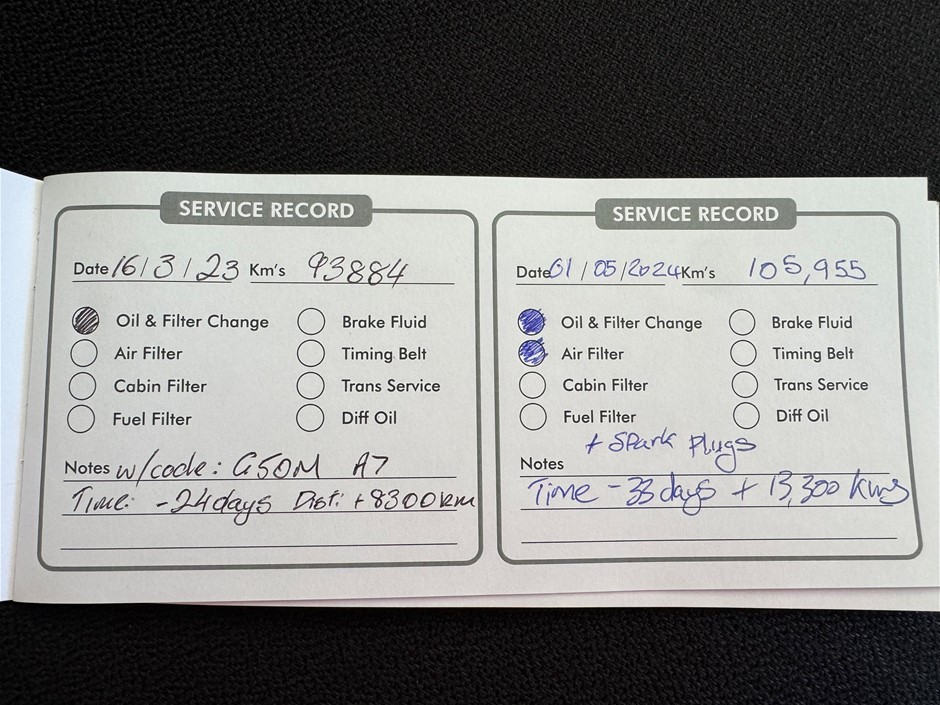 SERVICE RECORD
Date 16/3/23 Km's 93884
Oil & Filter Change Brake Fluid
Air Filter Timing Belt
Cabin Filter Trans Service
Fuel Filter Diff Oil
Notes w/code: G50M A7
Time: -24days Dist: +8300km
SERVICE RECORD
Date 01/05/2024 Km's 105,955
Oil & Filter Change Brake Fluid
Air Filter Timing Belt
Cabin Filter Trans Service
Fuel Filter Diff Oil
+ Spark Plugs
Notes
Time -33 days + 13,300 kms